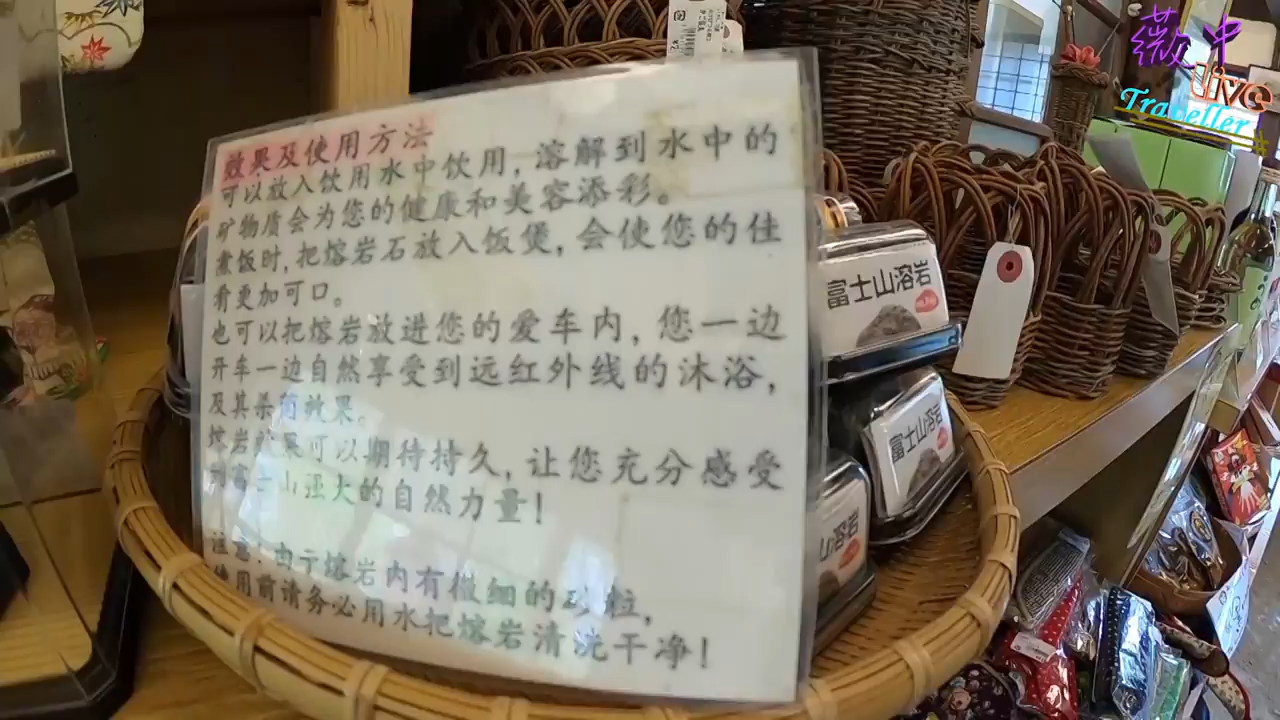 效果及使用方法
可以放入饮用水中饮用，溶解到水中的
矿物质会为您的健康和美容添彩。
煮饭时，把熔岩石放入饭煲，会使您的佳
肴更加可口。
也可以把熔岩放进您的爱车内，您一边
开车一边自然享受到远红外线的沐浴，
及其杀菌效果。
熔岩效果可以期待持久，让您充分感受
到富士山强大的自然力量！
注意！由于熔岩内有微细的砂粒，
使用前请务必用水把熔岩清洗干净！
富士山溶岩
富士山溶岩
山溶岩
薇中
live
Traveller